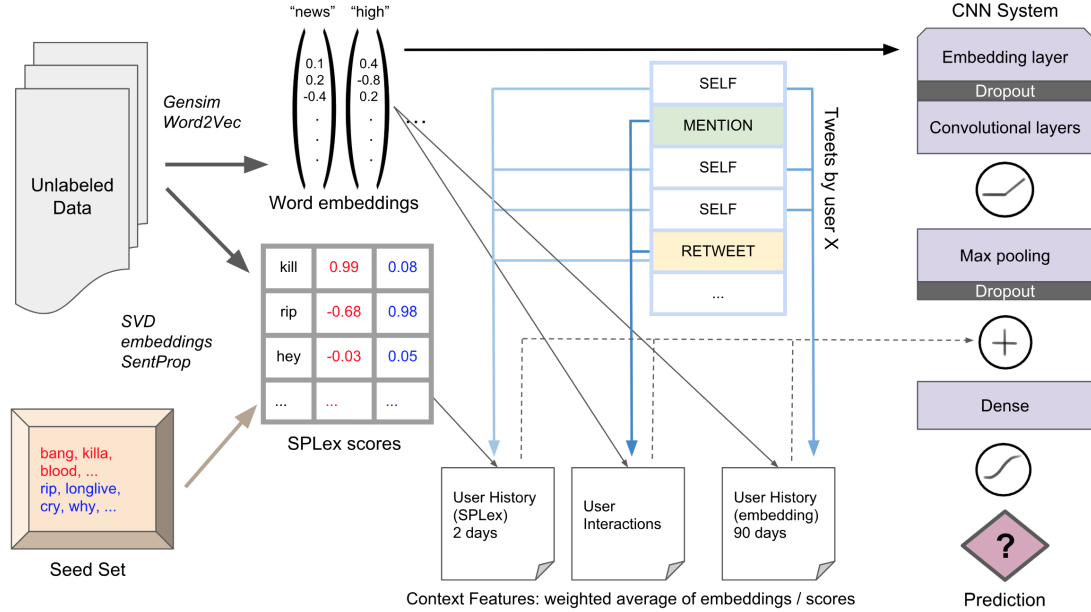 "news"
"high"
0.1
0.2
-0.4
.
.
.
0.4
-0.8
0.2
.
.
.
...
Word embeddings
Gensim
Word2Vec
Unlabeled
Data
SVD
embeddings
SentProp
kill 0.99 0.08
rip -0.68 0.98
hey -0.03 0.05
... ... ...
SPLex scores
bang, killa,
blood, ...
rip, longlive,
cry, why, ...
Seed Set
SELF
MENTION
SELF
SELF
RETWEET
...
Tweets by user X
User History
(SPLex)
2 days
User
Interactions
User History
(embedding)
90 days
Context Features: weighted average of embeddings / scores
CNN System
Embedding layer
Dropout
Convolutional layers
Max pooling
Dropout
+
Dense
?
Prediction